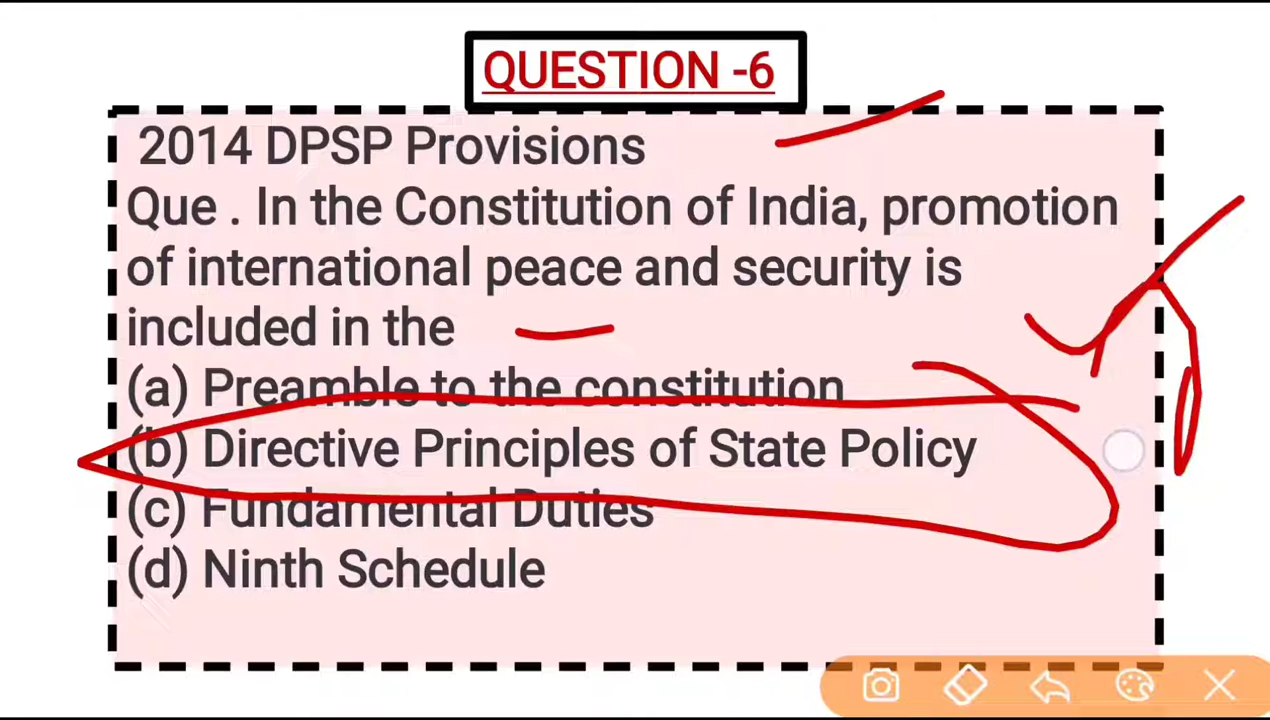 QUESTION -6
2014 DPSP Provisions
Que . In the Constitution of India, promotion
of international peace and security is
included in the
(a) Preamble to the constitution
(b) Directive Principles of State Policy
(c) Fundamental Duties
(d) Ninth Schedule